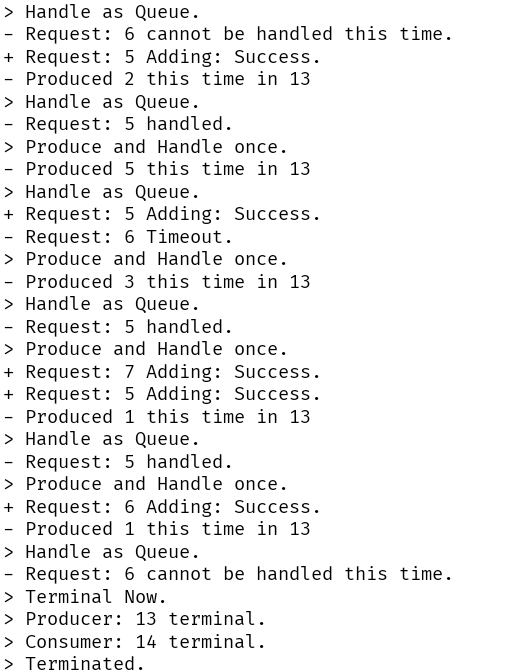 > Handle as Queue.
- Request: 6 cannot be handled this time.
+ Request: 5 Adding: Success.
- Produced 2 this time in 13
> Handle as Queue.
- Request: 5 handled.
> Produce and Handle once.
- Produced 5 this time in 13
> Handle as Queue.
+ Request: 5 Adding: Success.
- Request: 6 Timeout.
> Produce and Handle once.
- Produced 3 this time in 13
> Handle as Queue.
- Request: 5 handled.
> Produce and Handle once.
+ Request: 7 Adding: Success.
+ Request: 5 Adding: Success.
- Produced 1 this time in 13
> Handle as Queue.
- Request: 5 handled.
> Produce and Handle once.
+ Request: 6 Adding: Success.
- Produced 1 this time in 13
> Handle as Queue.
- Request: 6 cannot be handled this time.
> Terminal Now.
> Producer: 13 terminal.
> Consumer: 14 terminal.
> Terminated.